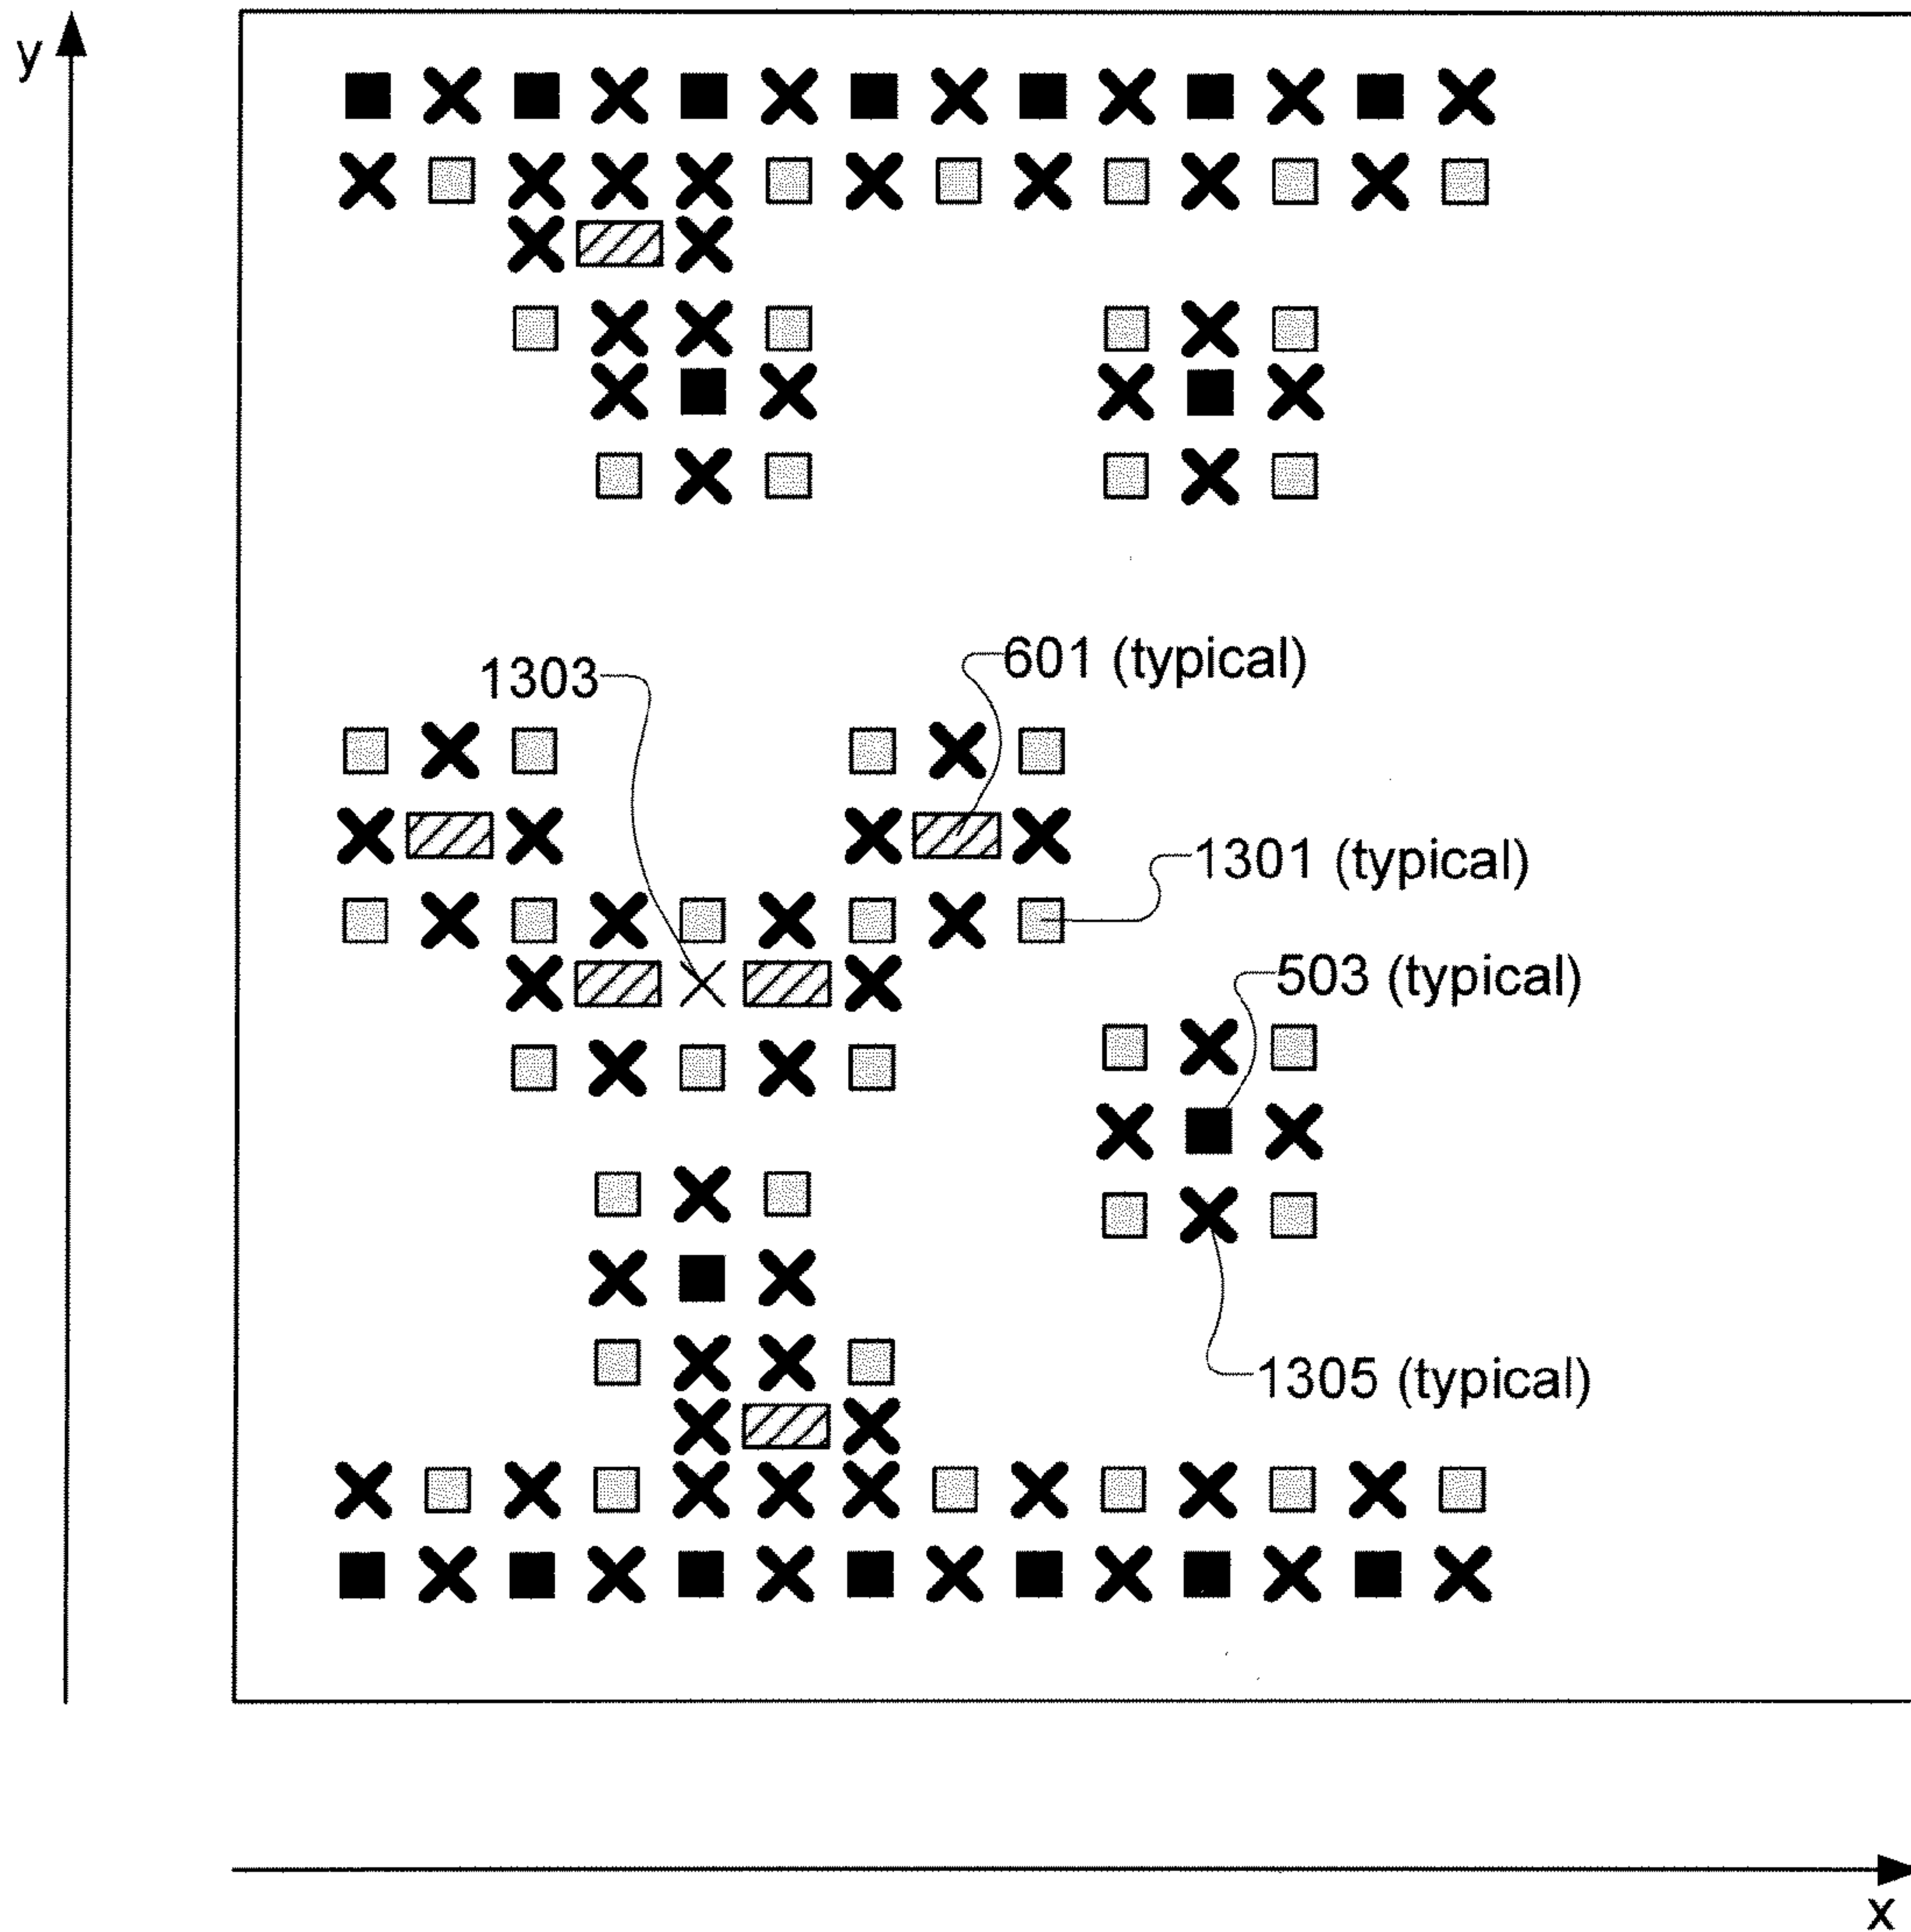 y
601 (typical)
1303
1301 (typical)
503 (typical)
1305 (typical)
x